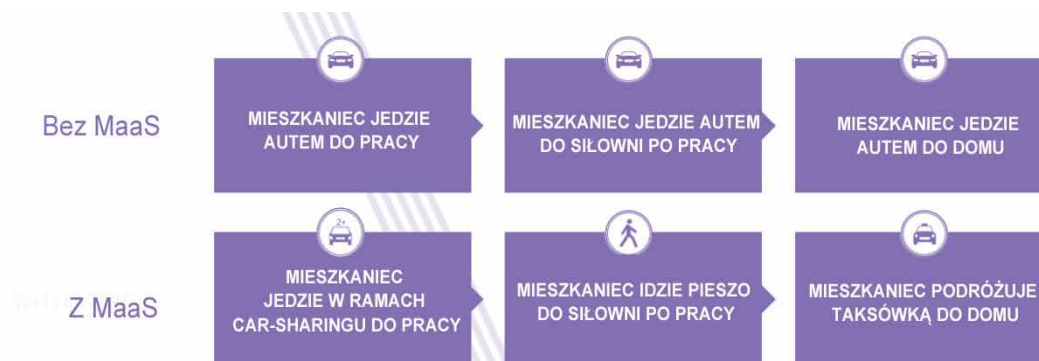 Bez MaaS
MIESZKANIEC JEDZIE
AUTEM DO PRACY
MIESZKANIEC JEDZIE AUTEM
DO SIŁOWNI PO PRACY
MIESZKANIEC JEDZIE
AUTEM DO DOMU
Z MaaS
2+
MIESZKANIEC
JEDZIE W RAMACH
CAR-SHARINGU DO PRACY
MIESZKANIEC IDZIE PIESZO
DO SIŁOWNI PO PRACY
MIESZKANIEC PODRÓŻUJE
TAKSÓWKĄ DO DOMU